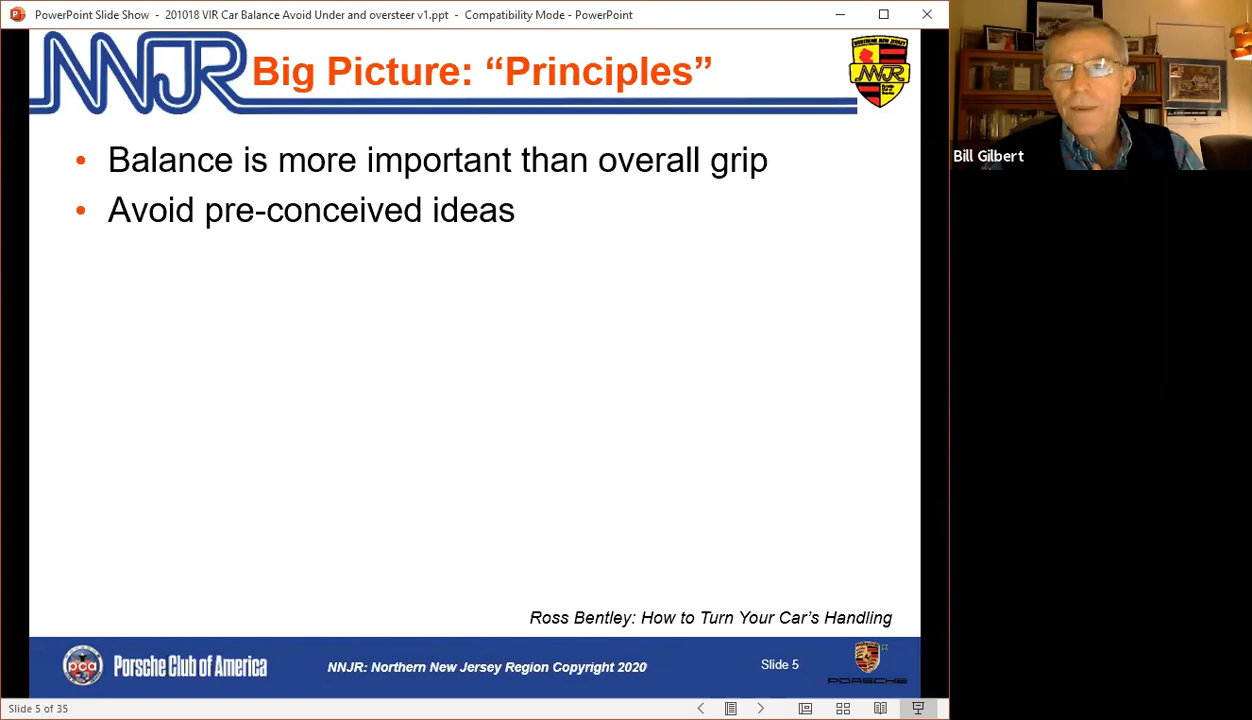 PowerPoint Slide Show - 201018 VIR Car Balance Avoid Under and oversteer v1.ppt - Compatibility Mode - PowerPoint
NNJR
Big Picture: “Principles”
NNJR
Bill Gilbert
• Balance is more important than overall grip
• Avoid pre-conceived ideas
Ross Bentley: How to Turn Your Car’s Handling
pca
Porsche Club of America
NNJR: Northern New Jersey Region Copyright 2020
Slide 5
PORSCHE
Slide 5 of 35